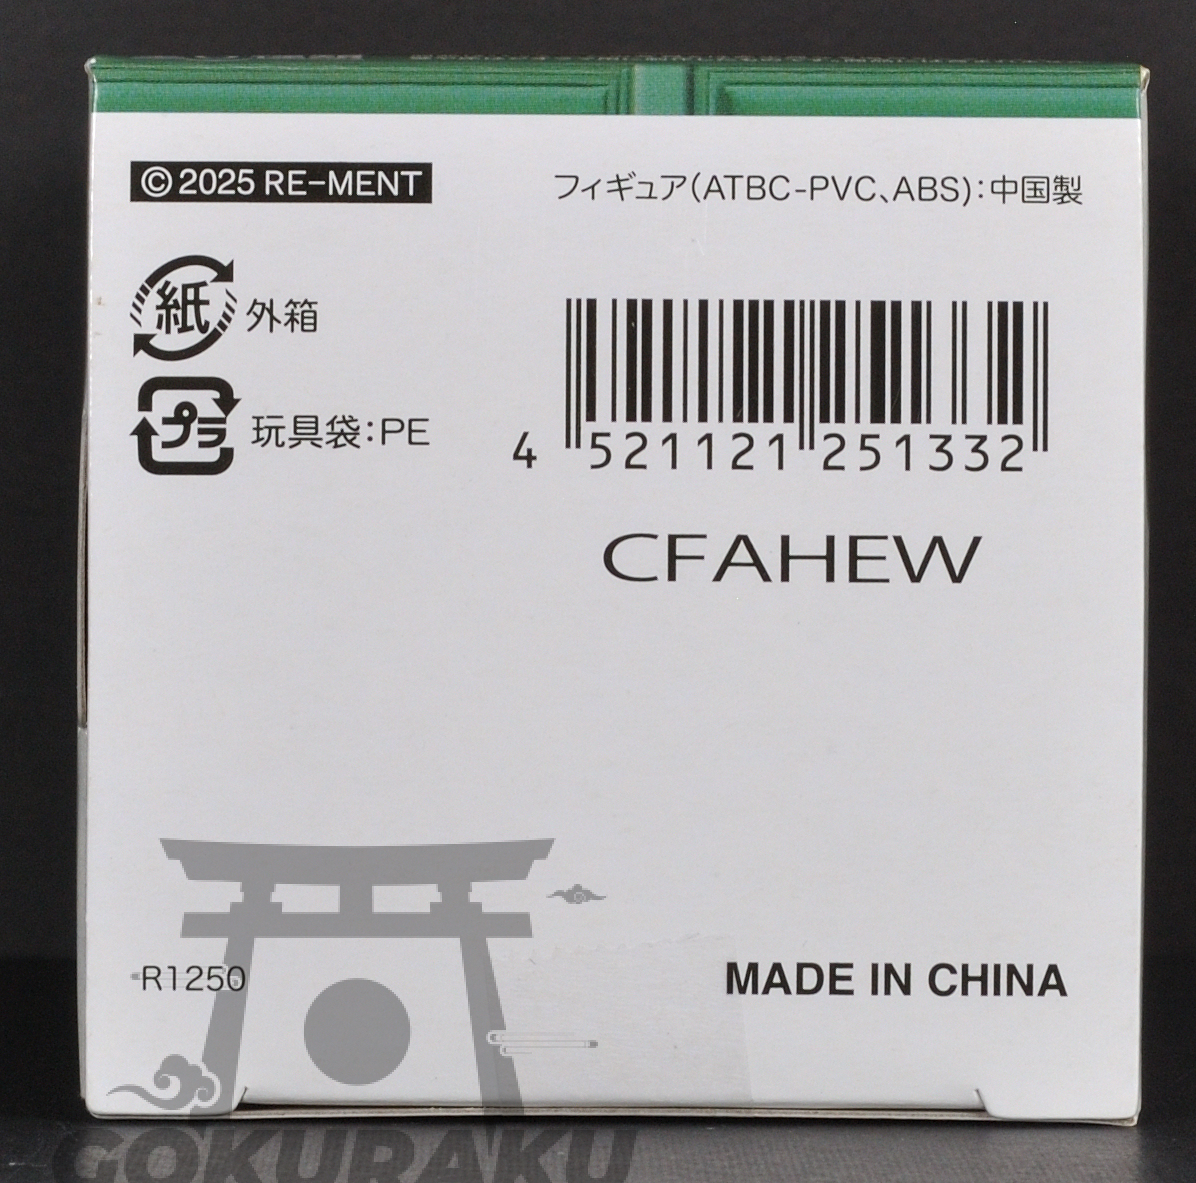 ©2025 RE-MENT
フィギュア(ATBC-PVC、ABS):中国製
紙 外箱
プラ 玩具袋:PE
4 521121 251332
CFAHEW
R1250
MADE IN CHINA
GOKURAKU